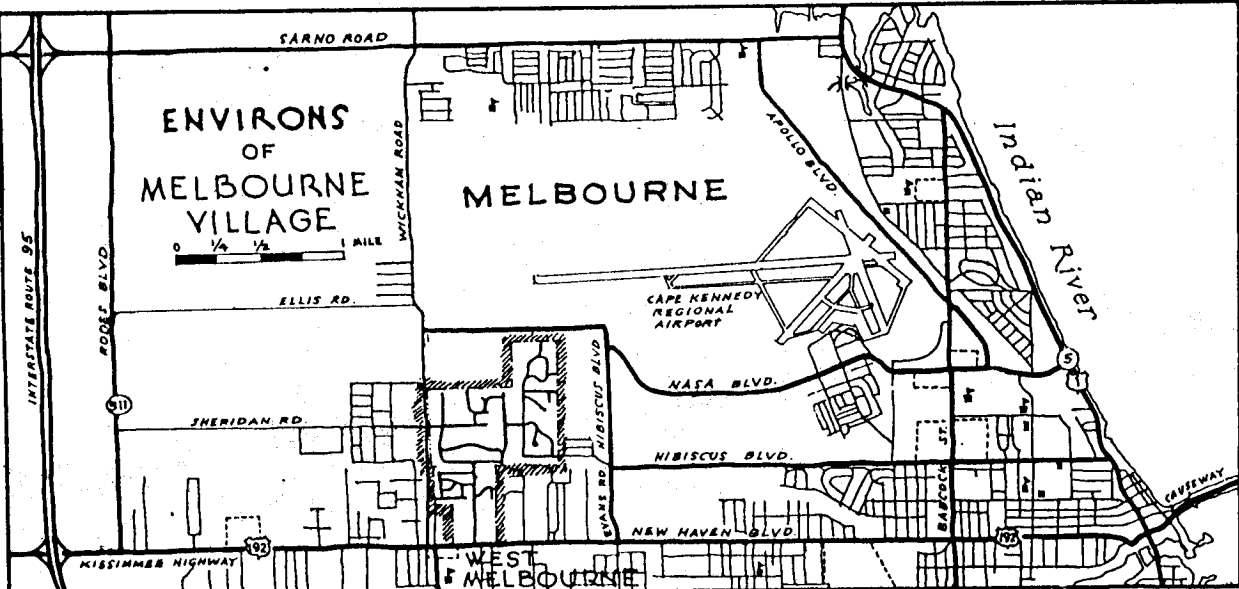 SARNO ROAD
ENVIRONS
OF
MELBOURNE
VILLAGE
0 1/4 1/2 1 MILE
WICKHAM ROAD
MELBOURNE
APOLLO BLVD.
Indian River
INTERSTATE ROUTE 95
RODES BLVD.
ELLIS RD.
CAPE KENNEDY
REGIONAL
AIRPORT
HIBISCUS BLVD
NASA BLVD.
5
511
SHERIDAN RD.
HIBISCUS BLVD.
BABCOCK ST.
EVANS RD.
NEW HAVEN BLVD.
CAUSEWAY
192
192
KISSIMMEE HIGHWAY
WEST
MELBOURNE